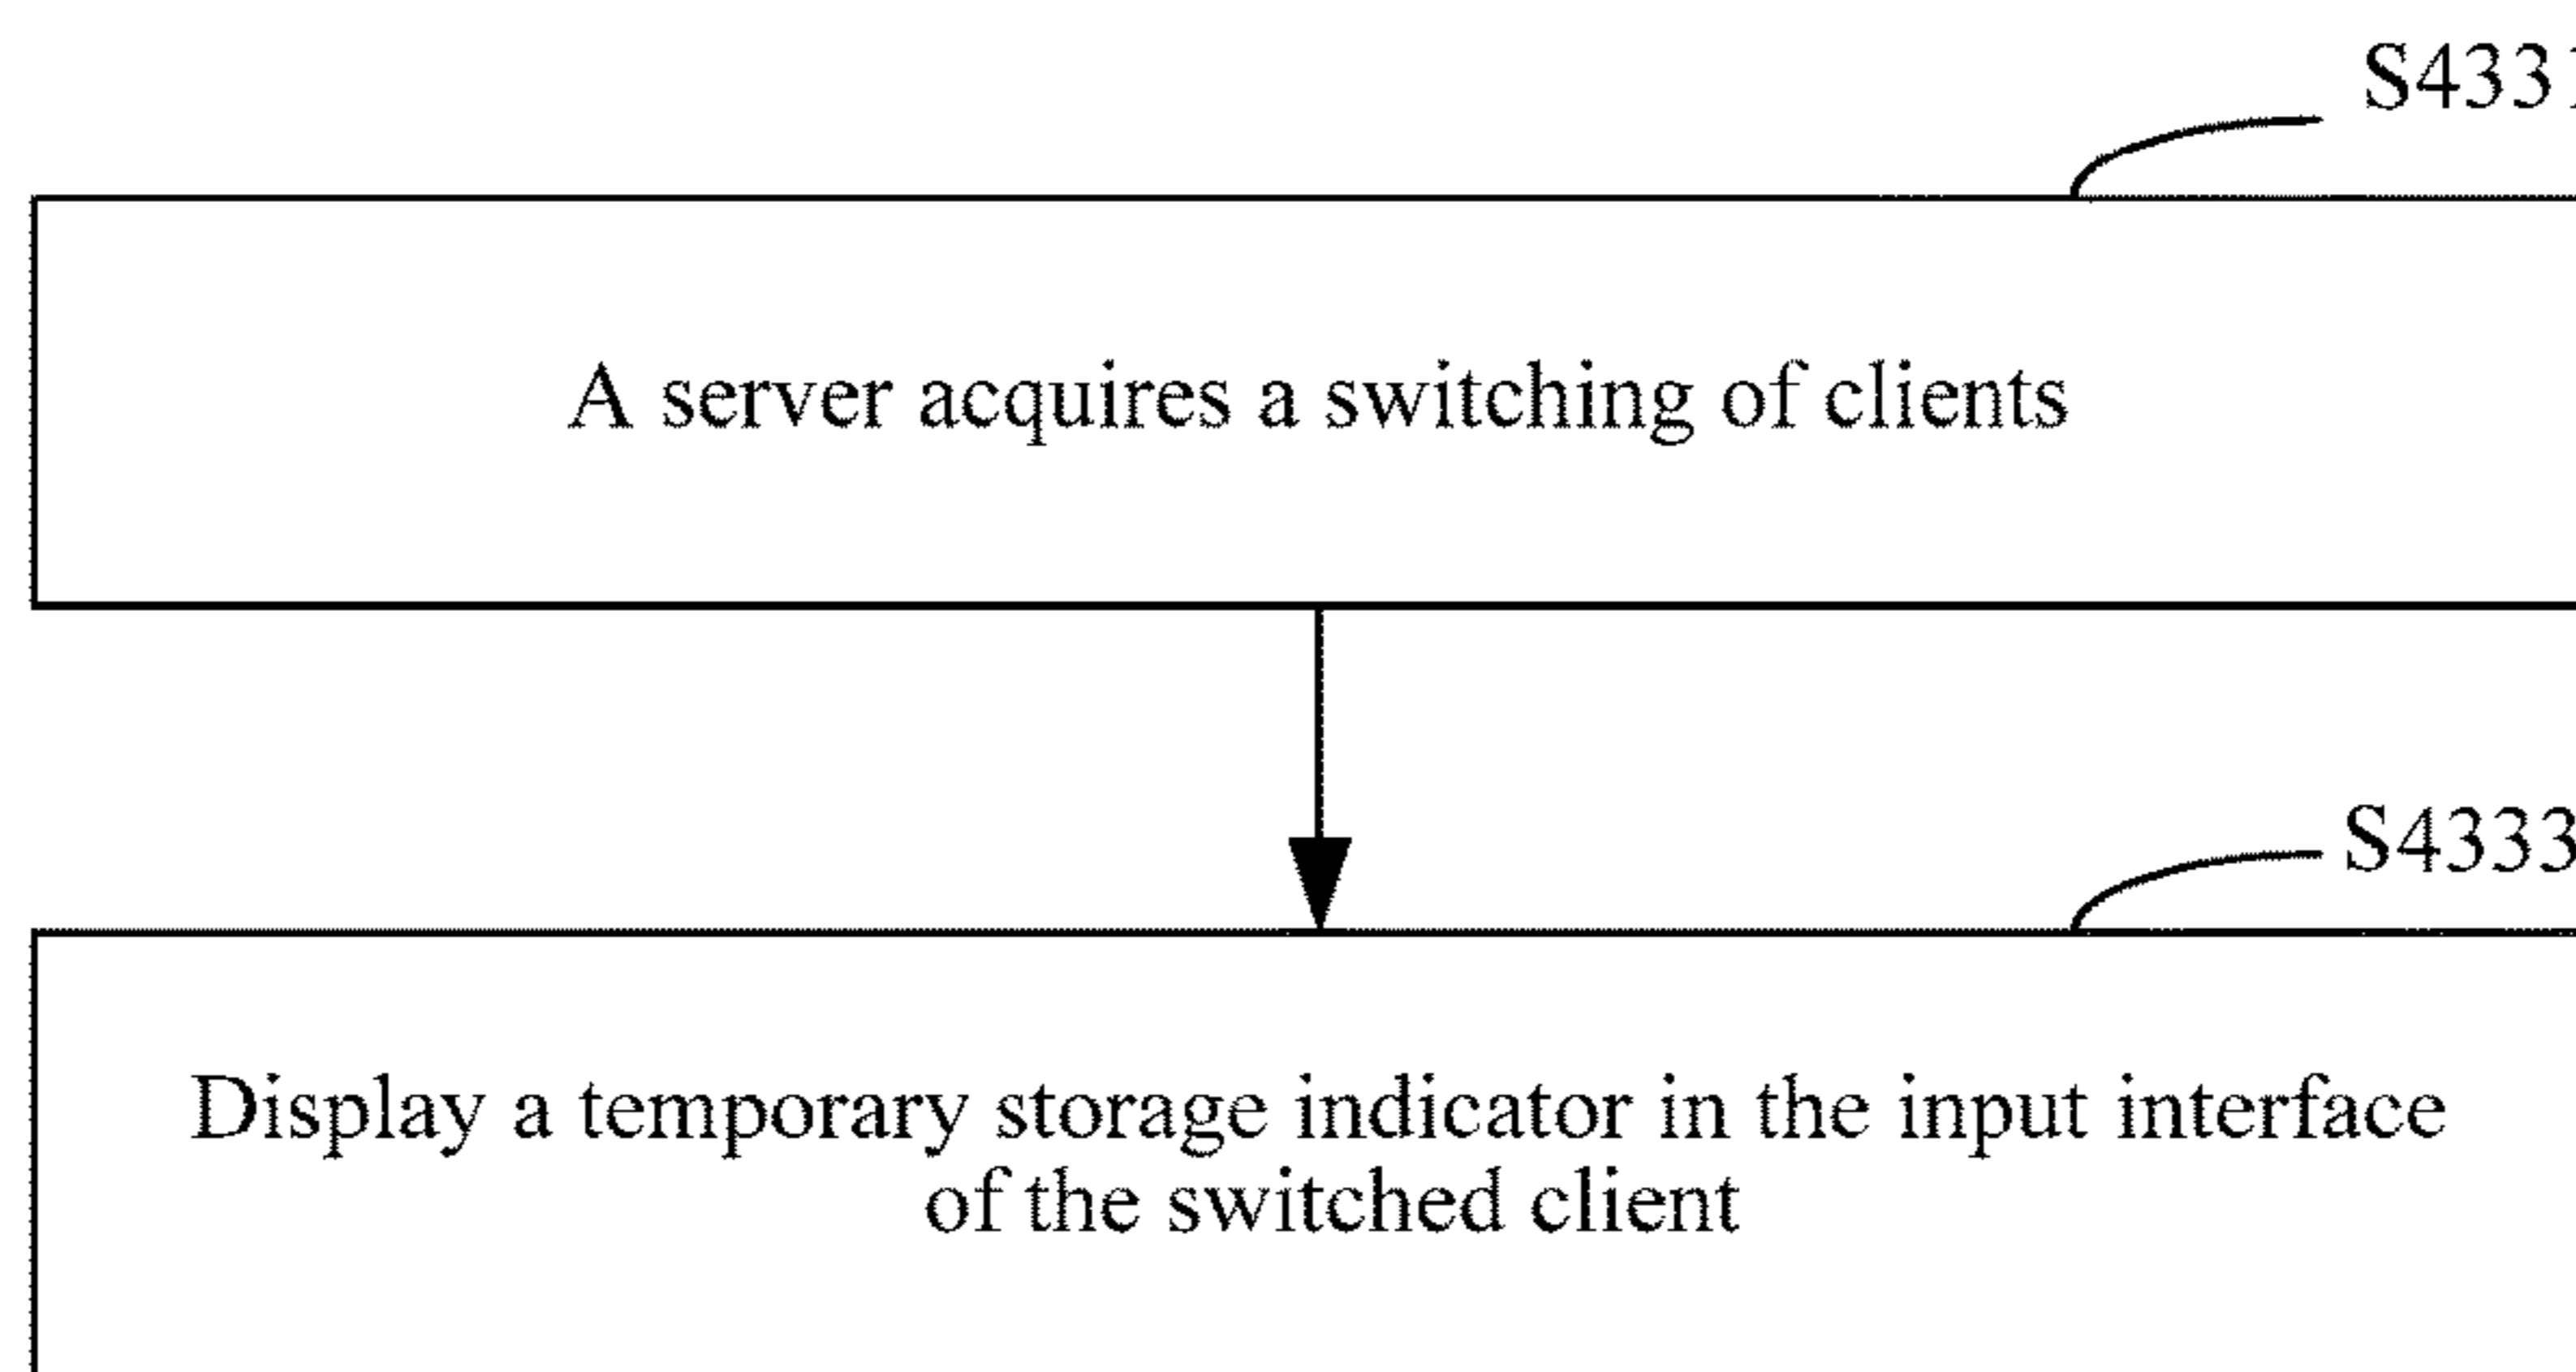 S4331
A server acquires a switching of clients
S4333
Display a temporary storage indicator in the input interface
of the switched client